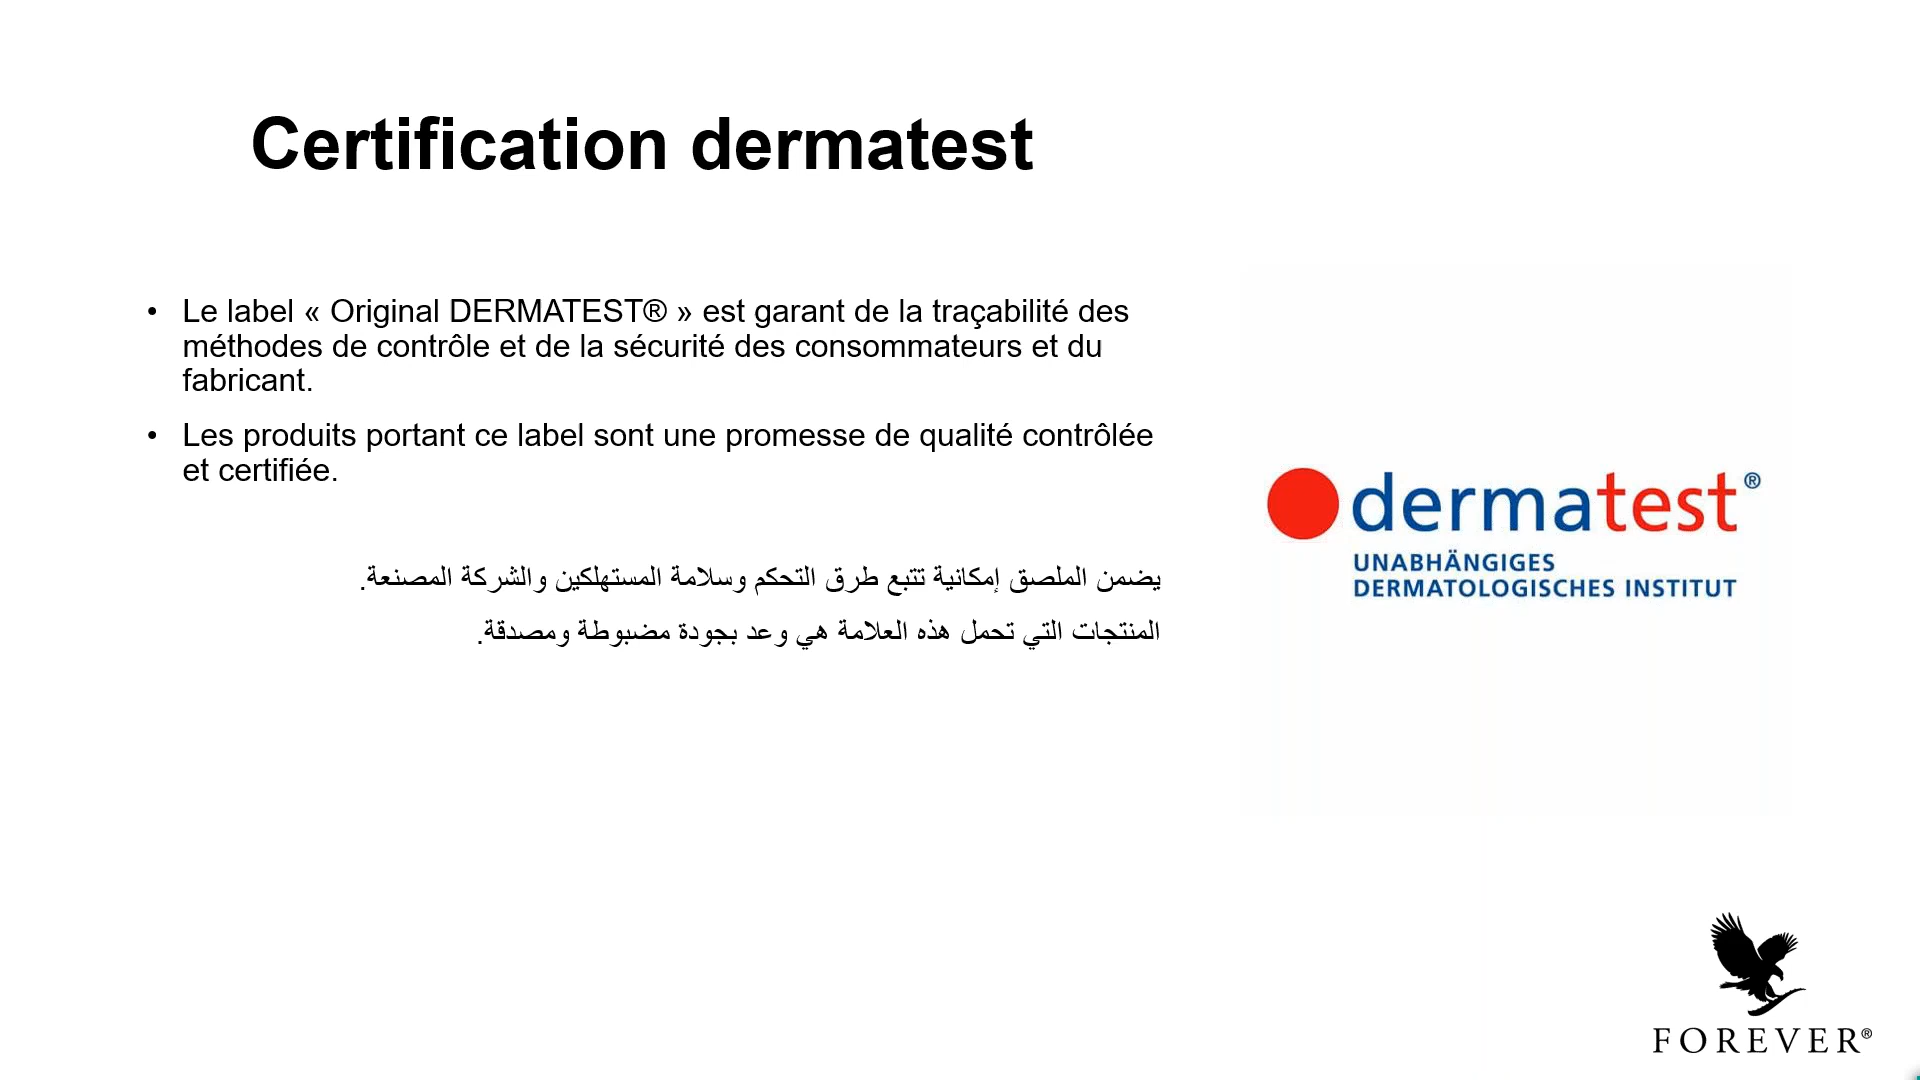 Certification dermatest
• Le label « Original DERMATEST® » est garant de la traçabilité des
méthodes de contrôle et de la sécurité des consommateurs et du
fabricant.
• Les produits portant ce label sont une promesse de qualité contrôlée
et certifiée.
يضمن الملصق إمكانية تتبع طرق التحكم وسلامة المستهلكين والشركة المصنعة.
المنتجات التي تحمل هذه العلامة هي وعد بجودة مضبوطة ومصدقة.
dermatest®
UNABHÄNGIGES
DERMATOLOGISCHES INSTITUT
FOREVER®